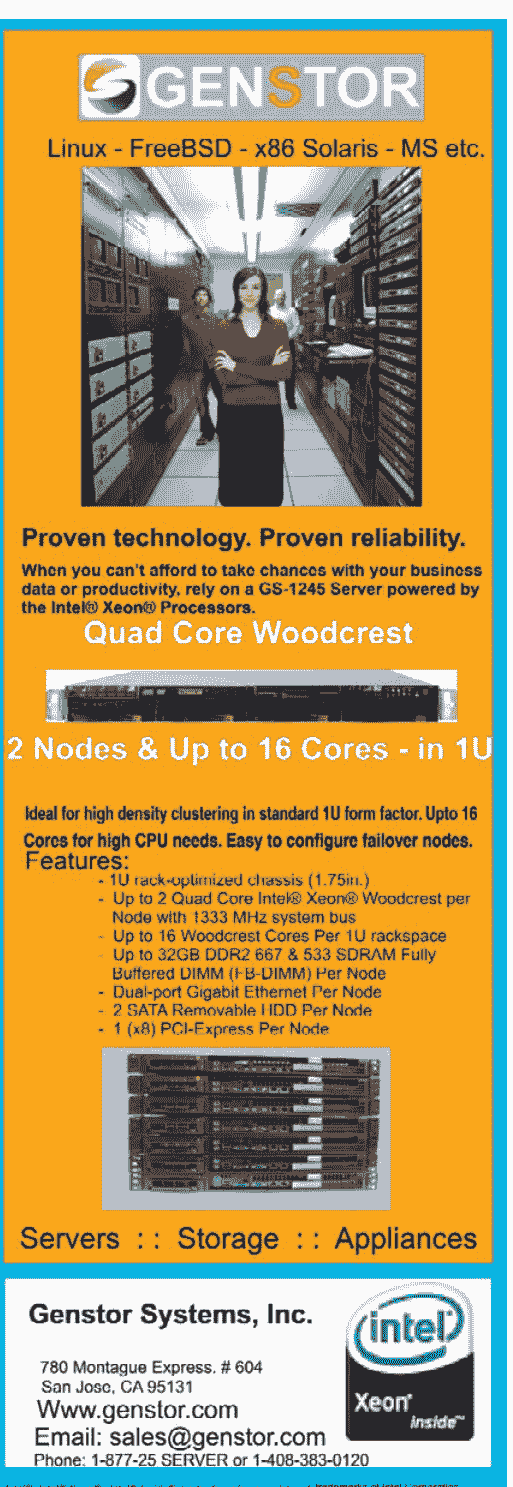 GENSTOR
Linux - FreeBSD - x86 Solaris - MS etc.
Proven technology. Proven reliability.
When you can't afford to take chances with your business
data or productivity, rely on a GS-1245 Server powered by
the Intel® Xeon® Processors.
Quad Core Woodcrest
2 Nodes & Up to 16 Cores - in 1U
Ideal for high density clustering in standard 1U form factor. Upto 16
Cores for high CPU needs. Easy to configure failover nodes.
Features:
- 1U rack-optimized chassis (1.75in.)
- Up to 2 Quad Core Intel® Xeon® Woodcrest per
Node with 1333 MHz system bus
- Up to 16 Woodcrest Cores Per 1U rackspace
- Up to 32GB DDR2 667 & 533 SDRAM Fully
Buffered DIMM (FB-DIMM) Per Node
- Dual-port Gigabit Ethernet Per Node
- 2 SATA Removable HDD Per Node
- 1 (x8) PCI-Express Per Node
Servers :: Storage :: Appliances
Genstor Systems, Inc.
780 Montague Express. # 604
San Jose, CA 95131
Www.genstor.com
Email: sales@genstor.com
Phone: 1-877-25 SERVER or 1-408-383-0120
intel
Xeon®
inside™
trademarks of Intel Corporation